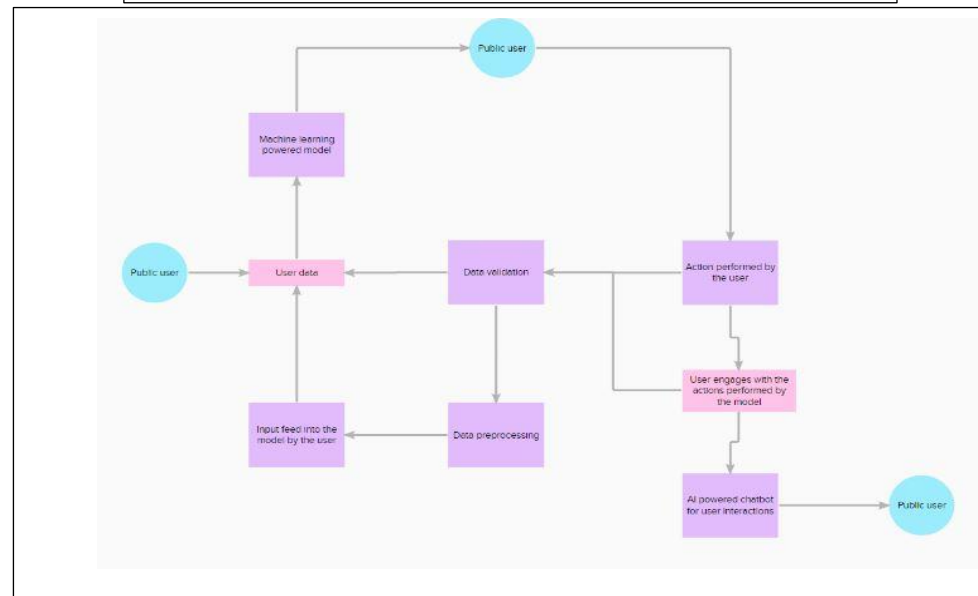 Public user
Machine learning
powered model
Public user
User data
Data validation
Action performed by
the user
User engages with the
actions performed by
the model
Input feed into the
model by the user
Data preprocessing
AI powered chatbot
for user interactions
Public user